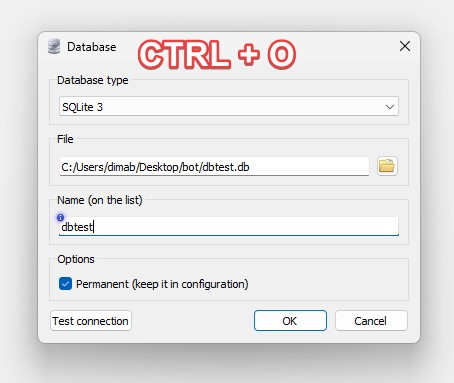 Database
CTRL + O
Database type
SQLite 3
File
C:/Users/dimab/Desktop/bot/dbtest.db
Name (on the list)
dbtest
Options
Permanent (keep it in configuration)
Test connection
OK
Cancel